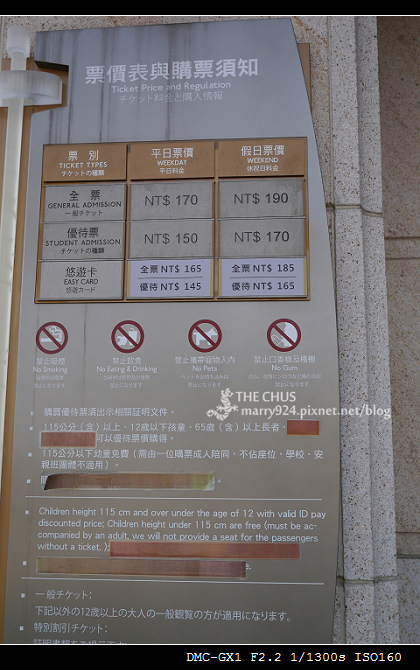 票價表與購票須知
Ticket Price and Regulation
チケット料金と購入情報
票 別 平日票價 假日票價
TICKET TYPES WEEKDAY WEEKEND
チケットの種類 平日料金 休祝日料金
全 票 NT$ 170 NT$ 190
GENERAL ADMISSION
一般チケット
優待票 NT$ 150 NT$ 170
STUDENT ADMISSION
チケットの種類
悠遊卡 全票 NT$ 165 全票 NT$ 185
EASY CARD 優待 NT$ 145 優待 NT$ 165
悠遊カード
禁止吸煙 禁止飲食 禁止攜帶寵物入內 禁止口香糖及檳榔
No Smoking No Eating & Drinking No Pets No Gum
THE CHUS
marry924.pixnet.net/blog
購買優待票須出示相關証明文件。
115公分(含)以上、12歲以下孩童、65歲(含)以上長者、
可以優待票價購得。
115公分以下幼童免費(需由一位購票成人陪同、不佔座位，學校、安
親班團體不適用)。
Children height 115 cm and over under the age of 12 with valid ID pay
discounted price; Children height under 115 cm are free (must be ac-
companied by an adult, we will not provide a seat for the passengers
without a ticket. );
一般チケット：
下記以外の12歳以上の大人の一般観覧の方が適用になります。
特別割引チケット：
DMC-GX1 F2.2 1/1300s ISO160